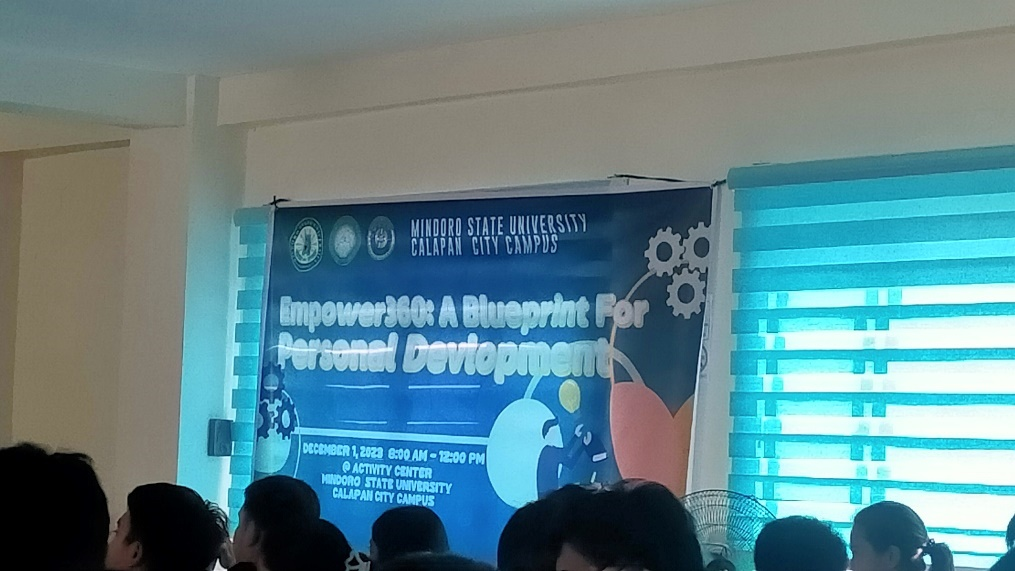 MINDORO STATE UNIVERSITY
CALAPAN CITY CAMPUS
Empower360: A Blueprint For
Personal Devlopment
DECEMBER 1, 2023 8:00 AM - 12:00 PM
@ ACTIVITY CENTER
MINDORO STATE UNIVERSITY
CALAPAN CITY CAMPUS